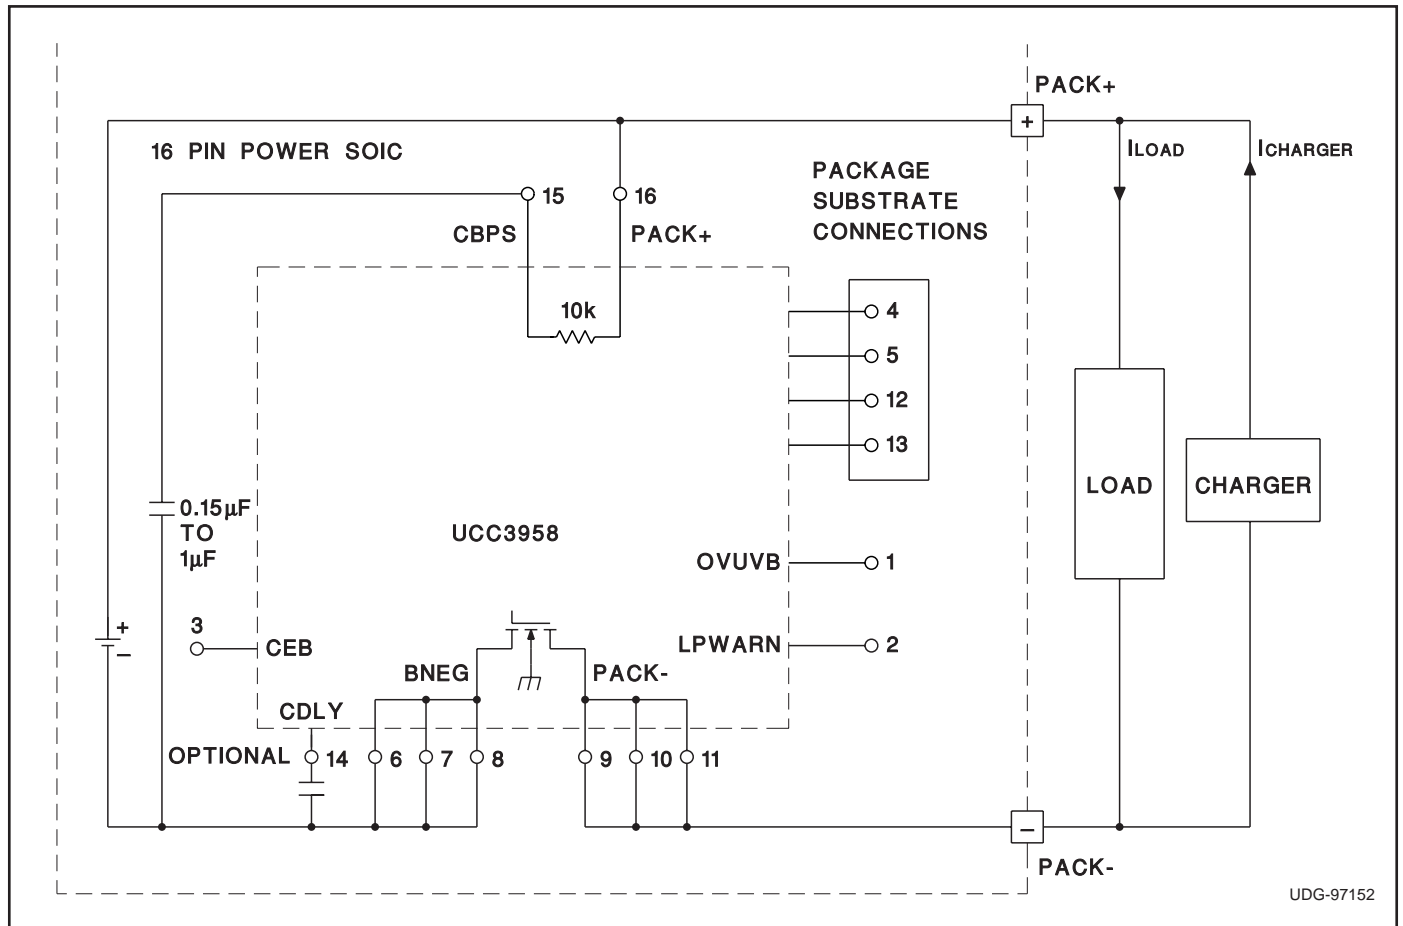 PACK+
+
16 PIN POWER SOIC
ILOAD
ICHARGER
PACKAGE
SUBSTRATE
CONNECTIONS
15
16
CBPS
PACK+
10k
4
5
12
13
LOAD
CHARGER
0.15µF
TO
1µF
UCC3958
OVUVB
1
3
+
−
CEB
LPWARN
2
BNEG
PACK-
CDLY
OPTIONAL
14
6
7
8
9
10
11
−
PACK-
UDG-97152